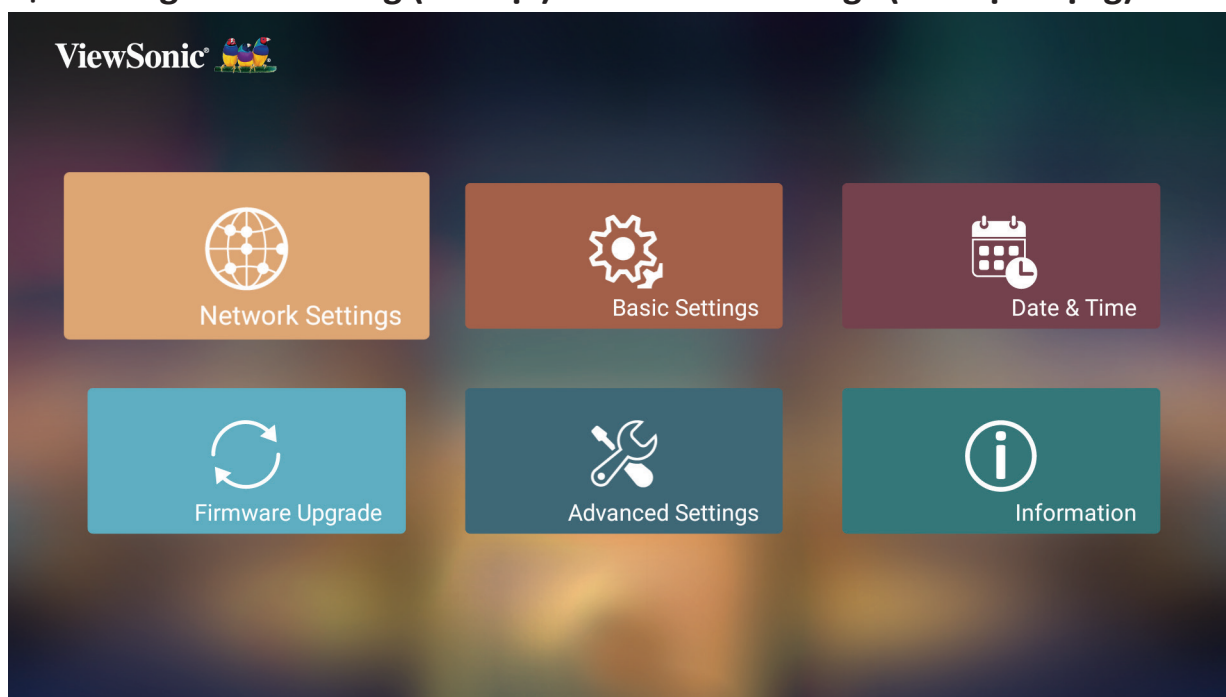 ViewSonic®
Network Settings
Basic Settings
Date & Time
Firmware Upgrade
Advanced Settings
Information